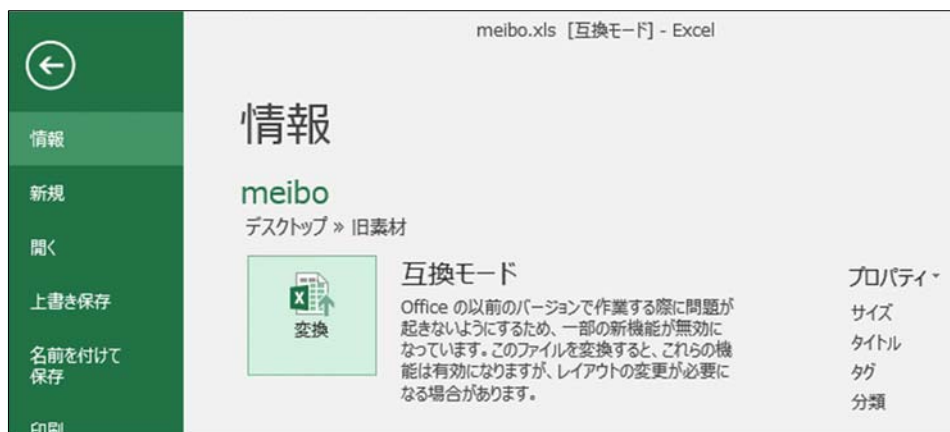 meibo.xls [互換モード] - Excel
情報
新規
開く
上書き保存
名前を付けて
保存
印刷
情報
meibo
デスクトップ » 旧素材
変換
互換モード
Office の以前のバージョンで作業する際に問題が
起きないようにするため、一部の新機能が無効に
なっています。このファイルを変換すると、これらの機
能は有効になりますが、レイアウトの変更が必要に
なる場合があります。
プロパティ
サイズ
タイトル
タグ
分類